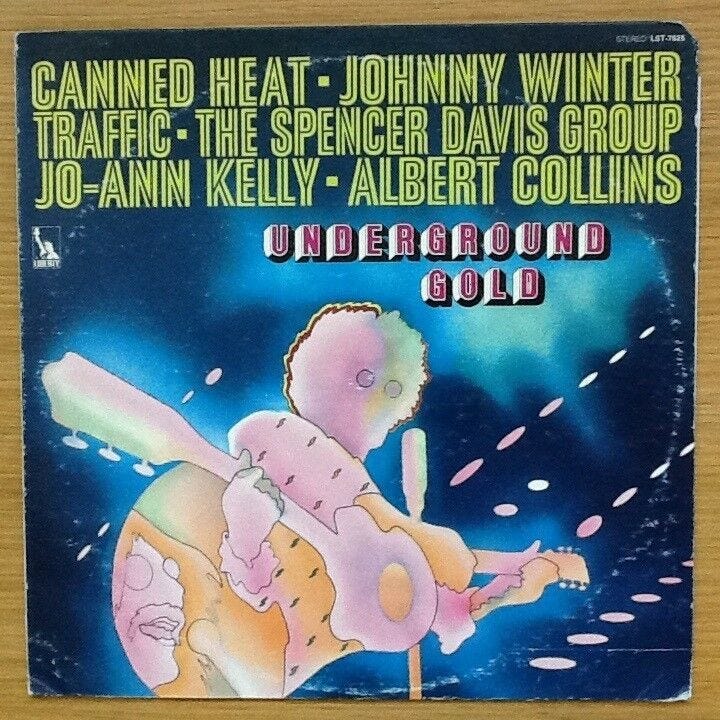 STEREO LST-7625
CANNED HEAT · JOHNNY WINTER
TRAFFIC · THE SPENCER DAVIS GROUP
JO-ANN KELLY · ALBERT COLLINS
UNDERGROUND
GOLD
LIBERTY